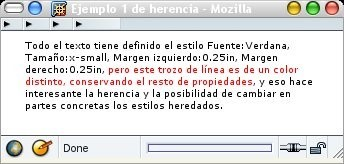 Ejemplo 1 de herencia - Mozilla
Todo el texto tiene definido el estilo Fuente:Verdana,
Tamaño:x-small, Margen izquierdo:0.25in, Margen
derecho:0.25in, pero este trozo de línea es de un color
distinto, conservando el resto de propiedades, y eso hace
interesante la herencia y la posibilidad de cambiar en
partes concretas los estilos heredados.
Done